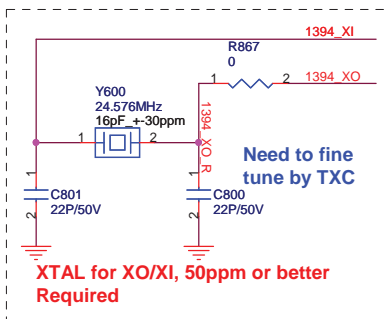 1394_XI
R867
0
1 2
1394_XO
Y600
24.576MHz
16pF_+-30ppm
1 2
1394_XO_R
Need to fine
tune by TXC
1
C801
22P/50V
2
1
C800
22P/50V
2
XTAL for XO/XI, 50ppm or better
Required